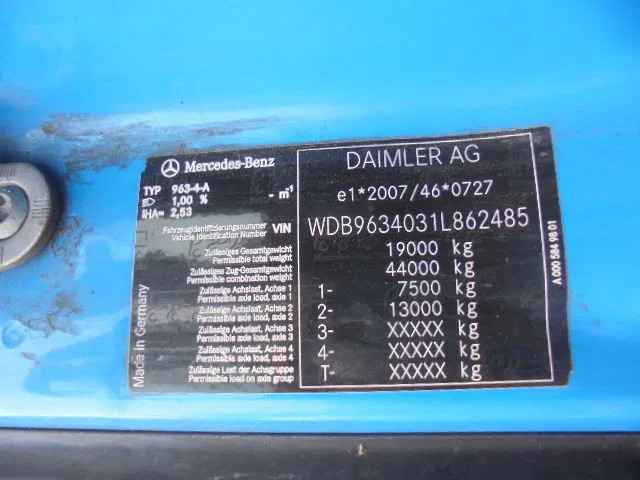 Mercedes-Benz
DAIMLER AG
TYP 963-4-A
1,00 % - m⁻¹
IHA= 2,53
e1*2007/46*0727
Fahrzeugidentifizierungsnummer
Vehicle Identification Number VIN
WDB9634031L862485
Zulässiges Gesamtgewicht
Permissible total weight
19000 kg
Zulässiges Zug-Gesamtgewicht
Permissible combination weight
44000 kg
Zulässige Achslast, Achse 1
Permissible axle load, axle 1
1- 7500 kg
Zulässige Achslast, Achse 2
Permissible axle load, axle 2
2- 13000 kg
Zulässige Achslast, Achse 3
Permissible axle load, axle 3
3- XXXXX kg
Zulässige Achslast, Achse 4
Permissible axle load, axle 4
4- XXXXX kg
Zulässige Last der Achsgruppe
Permissible load on axle group
T- XXXXX kg
Made in Germany
A 000 584 98 01